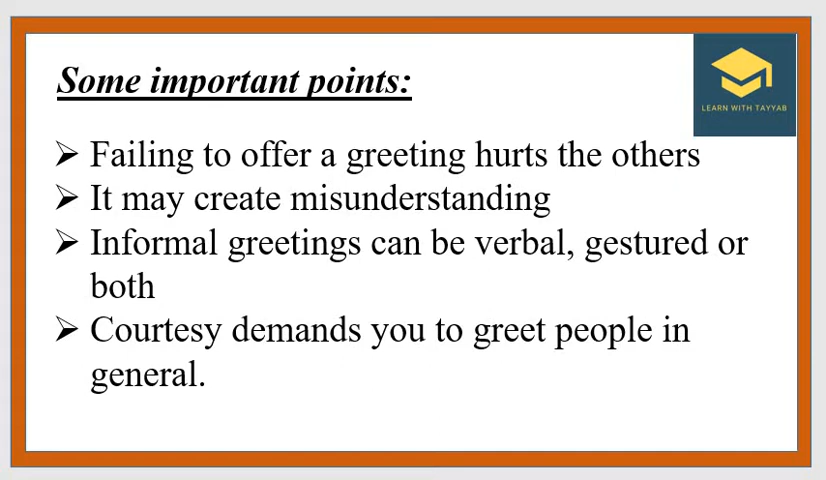 Some important points:
LEARN WITH TAYYAB
➢ Failing to offer a greeting hurts the others
➢ It may create misunderstanding
➢ Informal greetings can be verbal, gestured or
both
➢ Courtesy demands you to greet people in
general.